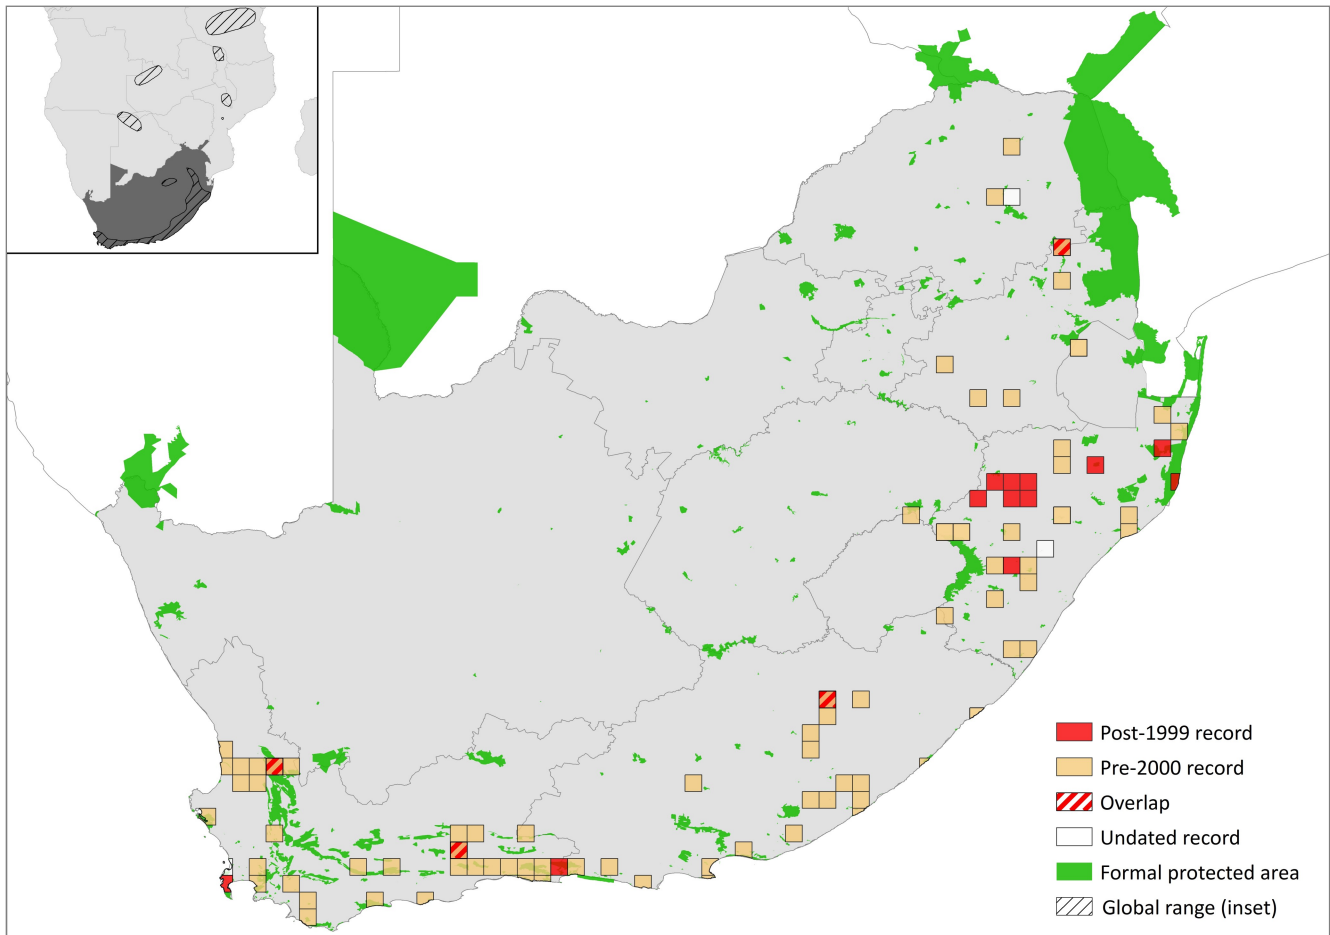 Post-1999 record
Pre-2000 record
Overlap
Undated record
Formal protected area
Global range (inset)